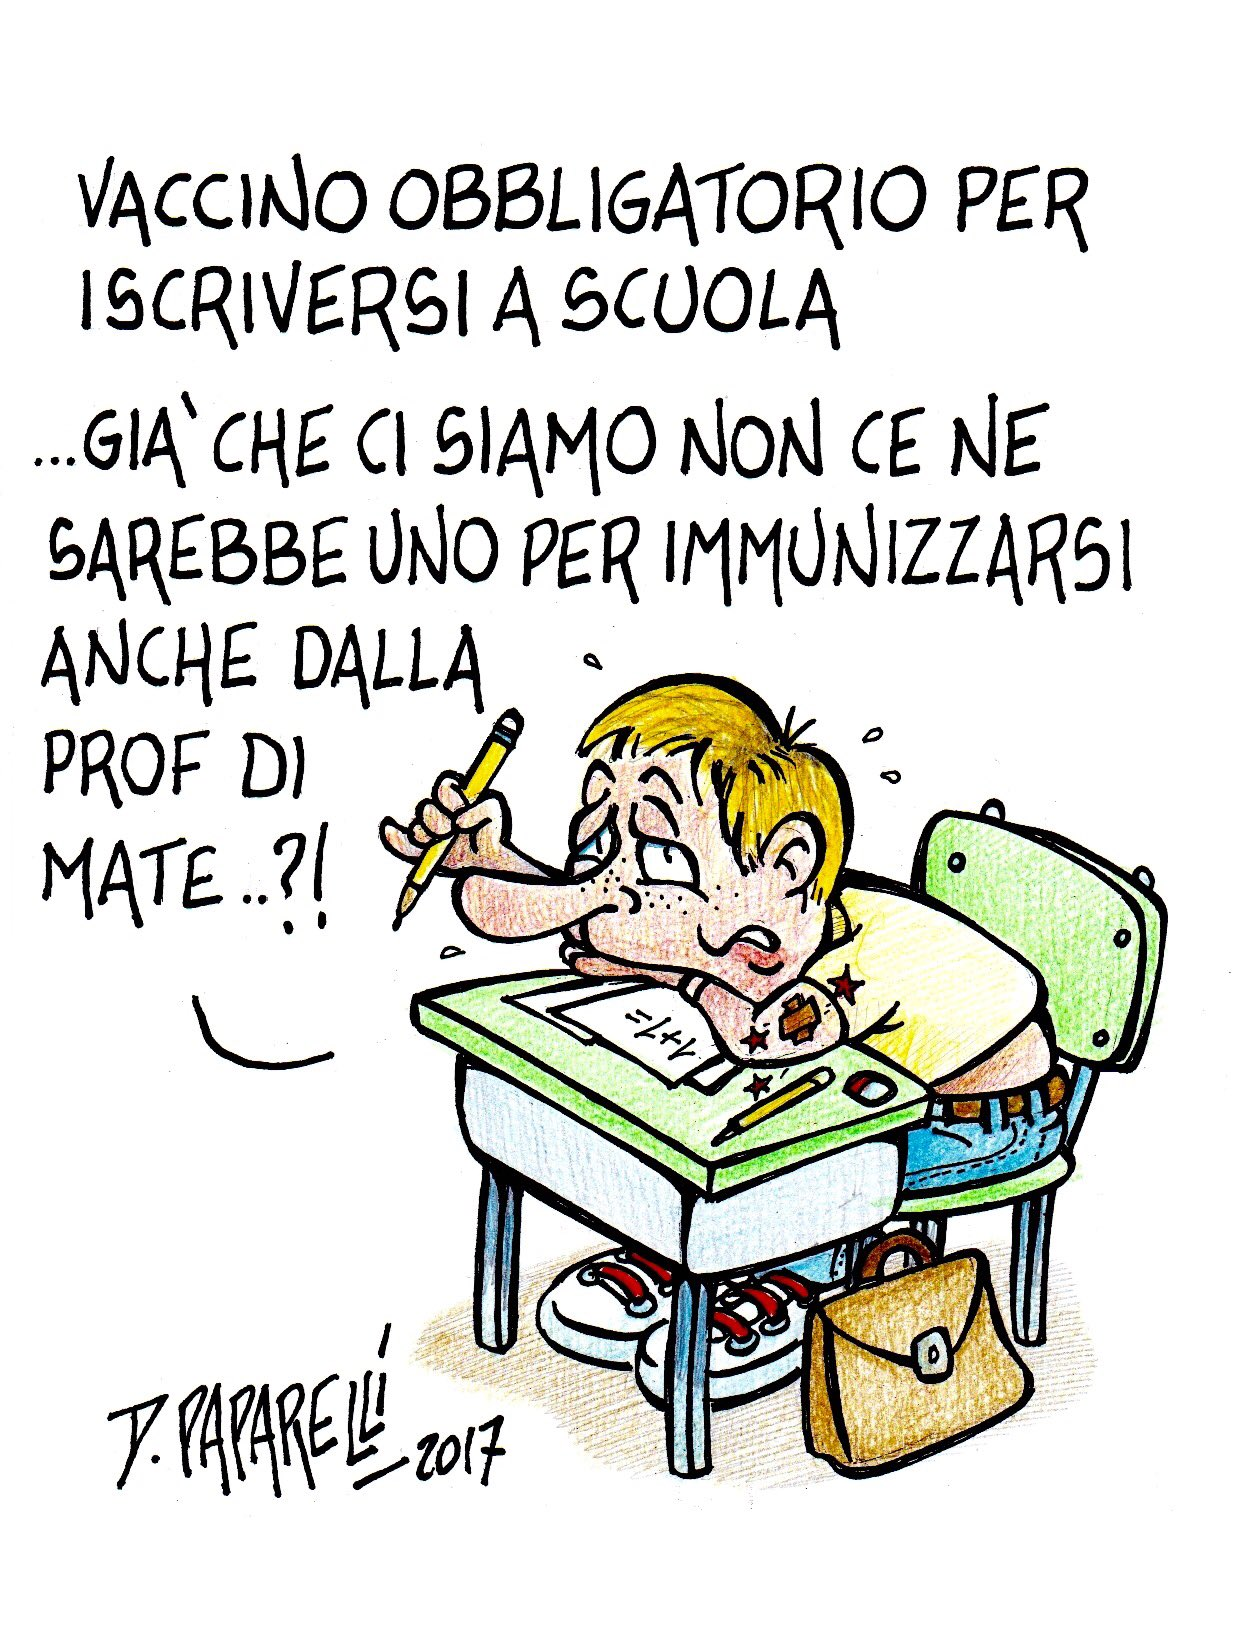 VACCINO OBBLIGATORIO PER
ISCRIVERSI A SCUOLA
...GIA' CHE CI SIAMO NON CE NE
SAREBBE UNO PER IMMUNIZZARSI
ANCHE DALLA
PROF DI
MATE..?!
1+1=
D. PAPARELLI 2017